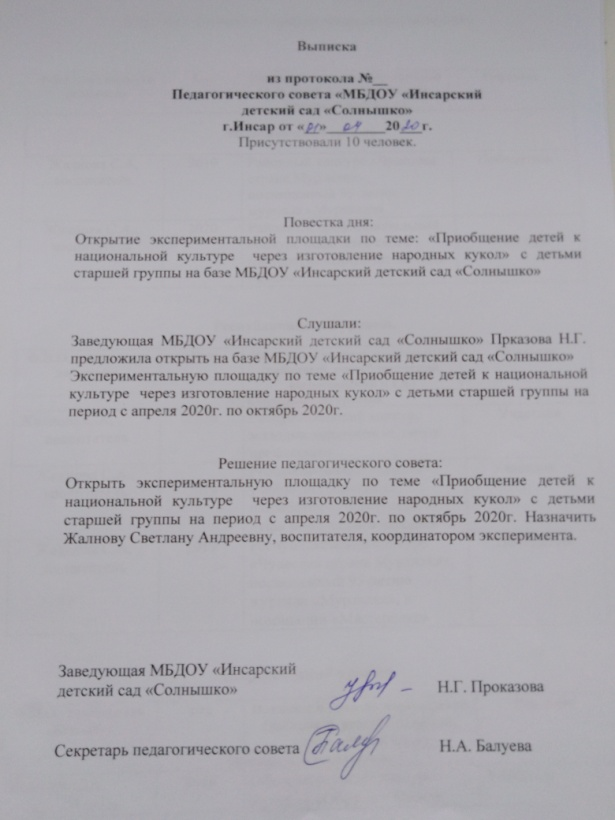 Выписка
из протокола №__
Педагогического совета «МБДОУ «Инсарский
детский сад «Солнышко»
г.Инсар от «01»___04___2020г.
Присутствовали 10 человек.
Повестка дня:
Открытие экспериментальной площадки по теме: «Приобщение детей к
национальной культуре через изготовление народных кукол» с детьми
старшей группы на базе МБДОУ «Инсарский детский сад «Солнышко»
Слушали:
Заведующая МБДОУ «Инсарский детский сад «Солнышко» Прказова Н.Г.
предложила открыть на базе МБДОУ «Инсарский детский сад «Солнышко»
Экспериментальную площадку по теме «Приобщение детей к национальной
культуре через изготовление народных кукол» с детьми старшей группы на
период с апреля 2020г. по октябрь 2020г.
Решение педагогического совета:
Открыть экспериментальную площадку по теме «Приобщение детей к
национальной культуре через изготовление народных кукол» с детьми
старшей группы на период с апреля 2020г. по октябрь 2020г. Назначить
Жалнову Светлану Андреевну, воспитателя, координатором эксперимента.
Заведующая МБДОУ «Инсарский
детский сад «Солнышко» Н.Г. Проказова
Секретарь педагогического совета Н.А. Балуева